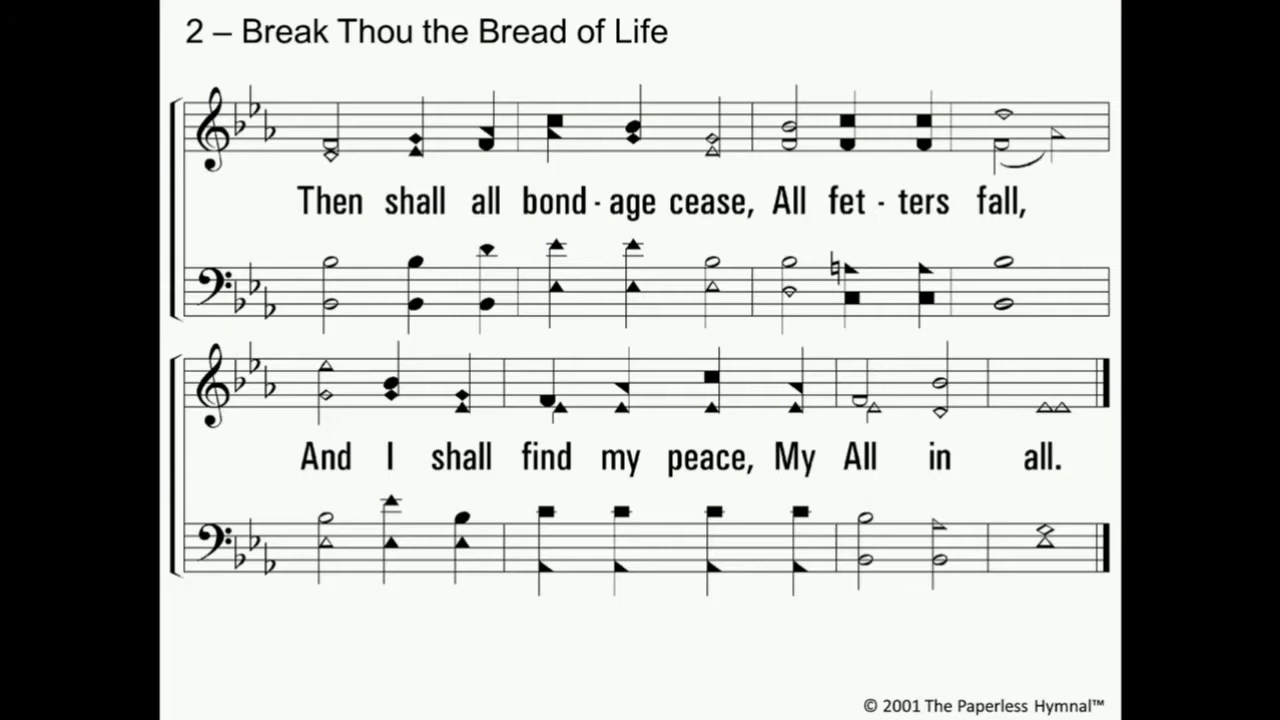 2 – Break Thou the Bread of Life
Then shall all bond - age cease, All fet - ters fall,
And I shall find my peace, My All in all.
© 2001 The Paperless Hymnal™